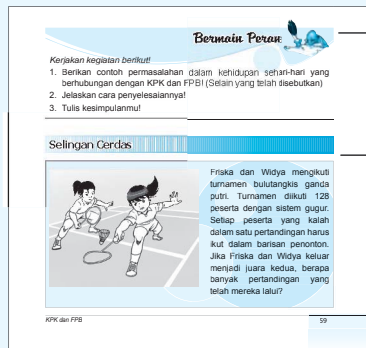 Bermain Peran
Kerjakan kegiatan berikut!
1. Berikan contoh permasalahan dalam kehidupan sehari-hari yang
berhubungan dengan KPK dan FPB! (Selain yang telah disebutkan)
2. Jelaskan cara penyelesaiannya!
3. Tulis kesimpulanmu!
Selingan Cerdas
Friska dan Widya mengikuti
turnamen bulutangkis ganda
putri. Turnamen diikuti 128
peserta dengan sistem gugur.
Setiap peserta yang kalah
dalam satu pertandingan harus
ikut dalam barisan penonton.
Jika Friska dan Widya keluar
menjadi juara kedua, berapa
banyak pertandingan yang
telah mereka lalui?
KPK dan FPB
59